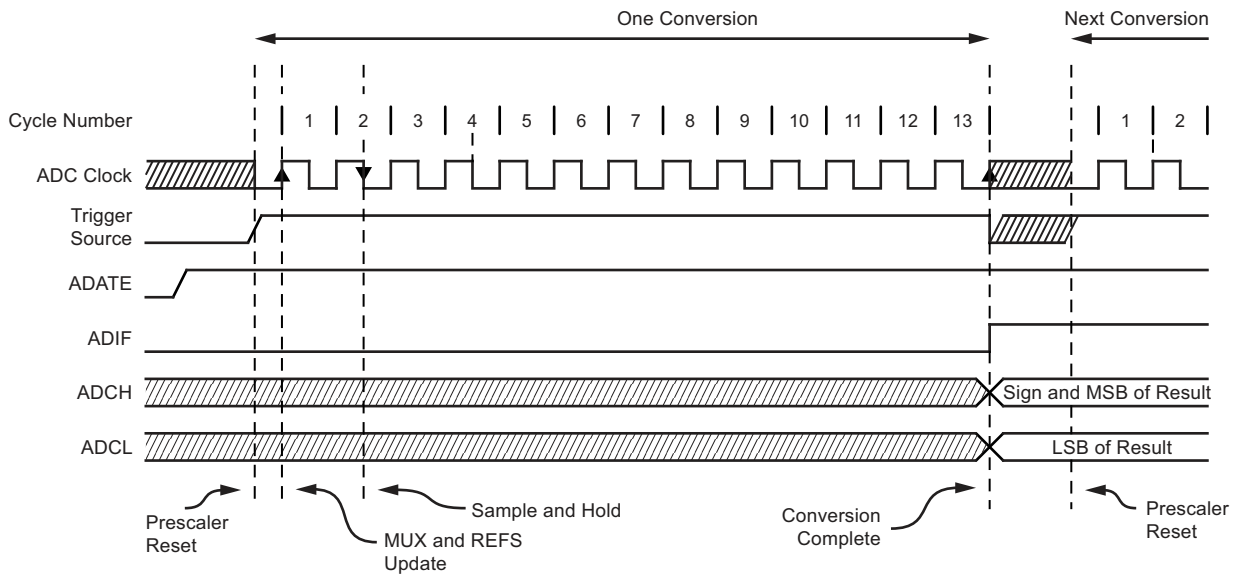 One Conversion
Next Conversion
Cycle Number
1 2 3 4 5 6 7 8 9 10 11 12 13 1 2
ADC Clock
Trigger
Source
ADATE
ADIF
ADCH
Sign and MSB of Result
ADCL
LSB of Result
Prescaler
Reset
MUX and REFS
Update
Sample and Hold
Conversion
Complete
Prescaler
Reset